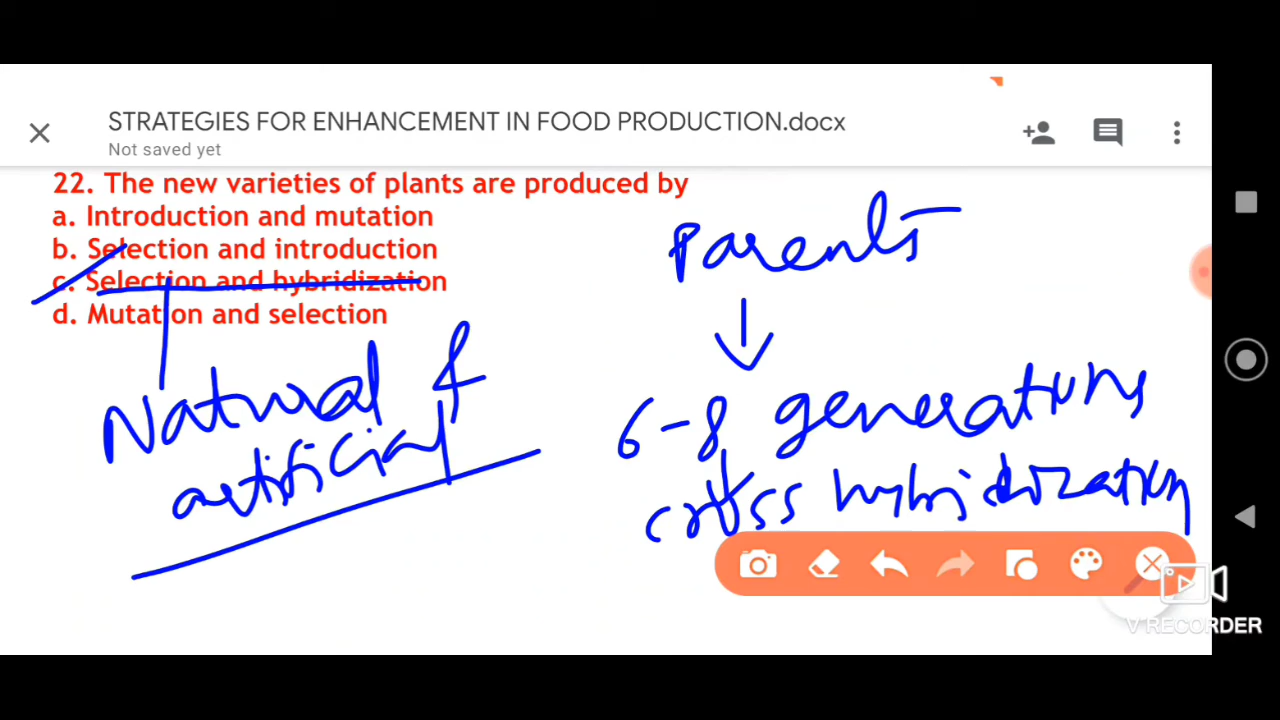 STRATEGIES FOR ENHANCEMENT IN FOOD PRODUCTION.docx
Not saved yet
22. The new varieties of plants are produced by
a. Introduction and mutation
b. Selection and introduction
c. Selection and hybridization
d. Mutation and selection
Natural &
artificial
Parents
6-8 generations
cross hybridization
V RECORDER